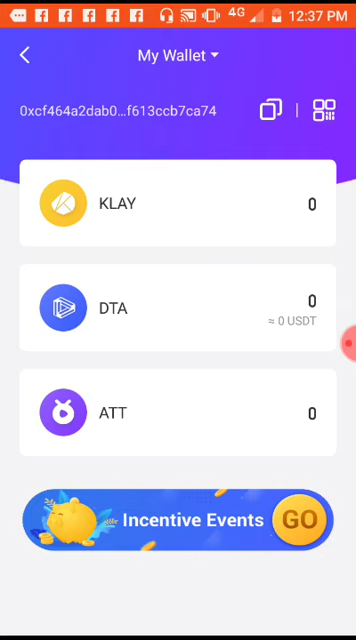 4G 12:37 PM
My Wallet
0xcf464a2dab0...f613ccb7ca74
KLAY 0
DTA 0
≈ 0 USDT
ATT 0
Incentive Events GO